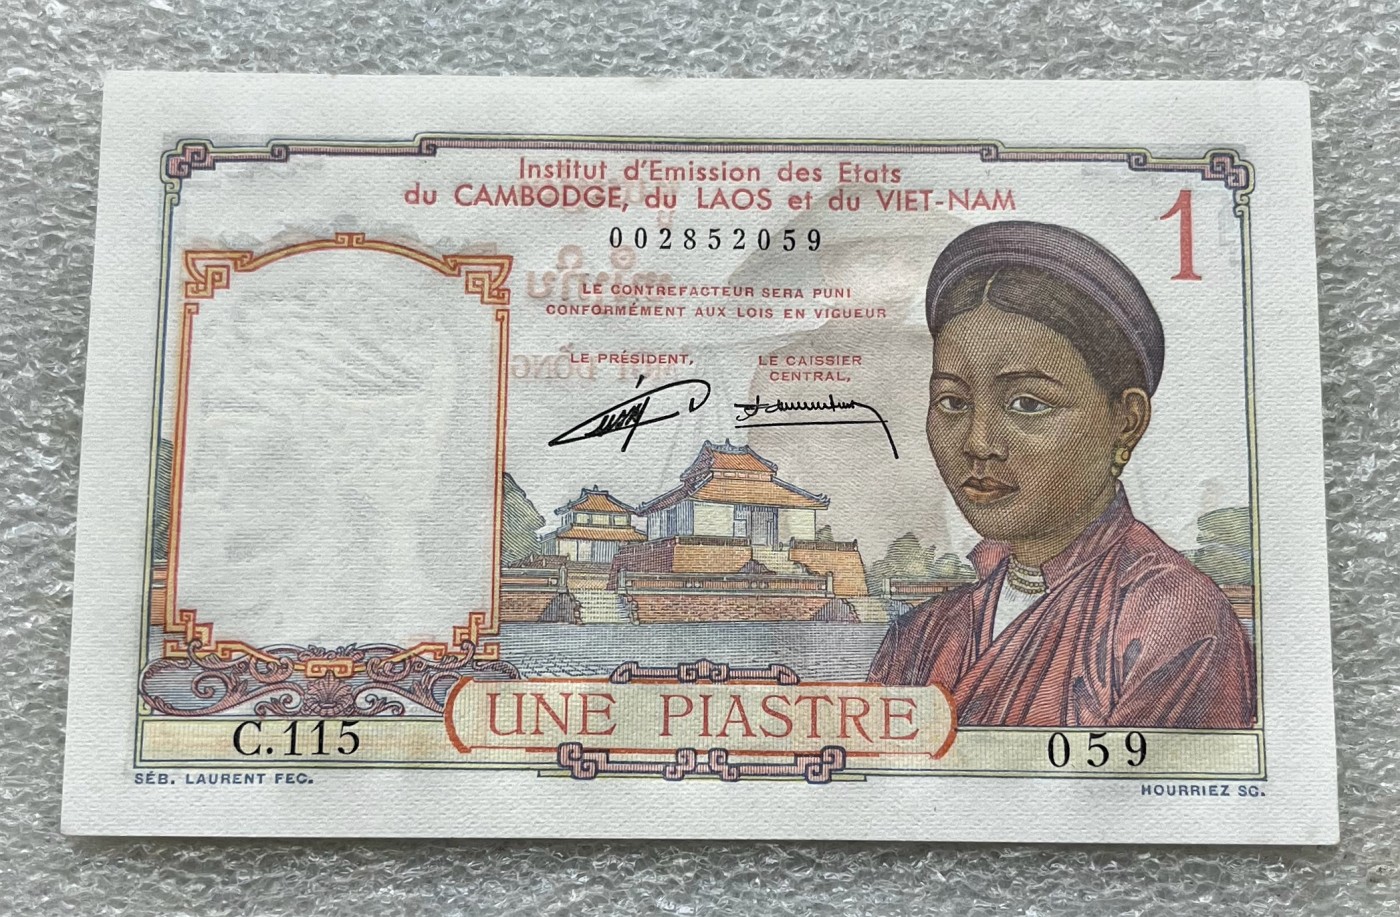 Institut d'Emission des Etats
du CAMBODGE, du LAOS et du VIET-NAM
1
002852059
LE CONTREFACTEUR SERA PUNI
CONFORMÉMENT AUX LOIS EN VIGUEUR
LE PRÉSIDENT,
LE CAISSIER
CENTRAL,
UNE PIASTRE
C.115
059
SÉB. LAURENT FEC.
HOURRIEZ SC.